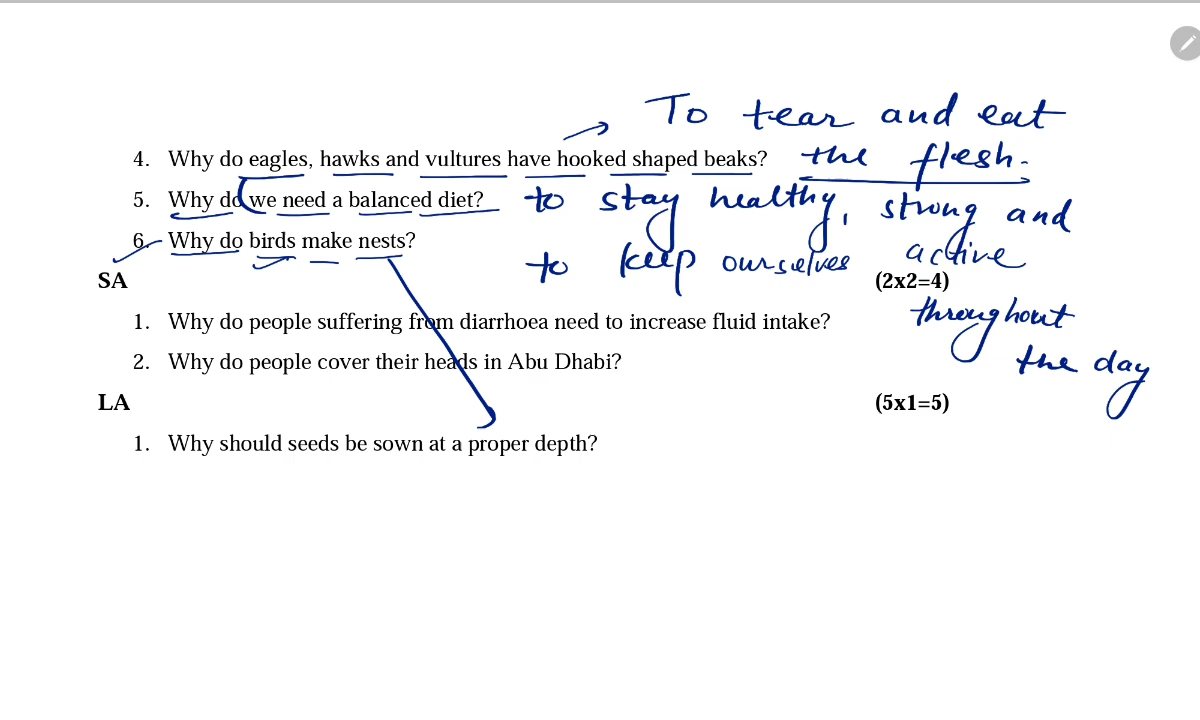 To tear and eat
4. Why do eagles, hawks and vultures have hooked shaped beaks? the flesh.
5. Why do we need a balanced diet? to stay healthy, strong and
active
6. Why do birds make nests? to keep ourselves
SA (2x2=4)
throughout
1. Why do people suffering from diarrhoea need to increase fluid intake?
the day
2. Why do people cover their heads in Abu Dhabi?
LA (5x1=5)
1. Why should seeds be sown at a proper depth?